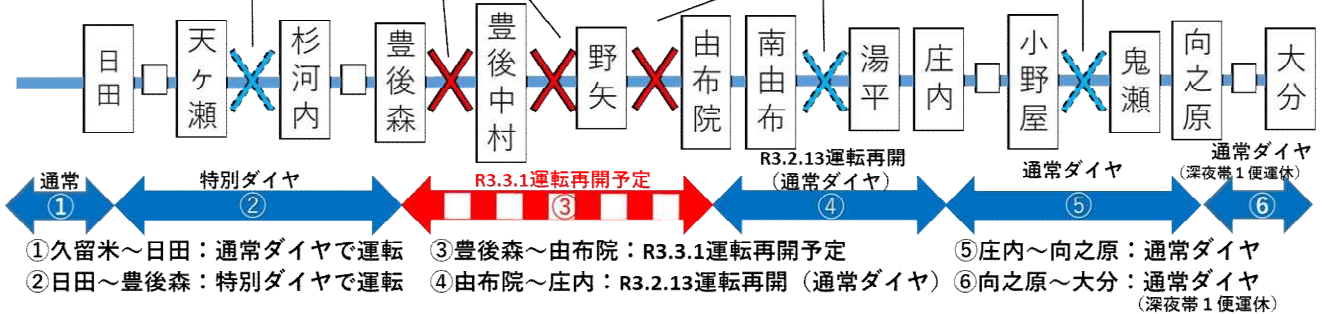 日田
天ヶ瀬
杉河内
豊後森
豊後中村
野矢
由布院
南由布
湯平
庄内
小野屋
鬼瀬
向之原
大分
通常
特別ダイヤ
R3.3.1運転再開予定
R3.2.13運転再開
（通常ダイヤ）
通常ダイヤ
通常ダイヤ
（深夜帯１便運休）
①
②
③
④
⑤
⑥
①久留米～日田：通常ダイヤで運転
②日田～豊後森：特別ダイヤで運転
③豊後森～由布院：R3.3.1運転再開予定
④由布院～庄内：R3.2.13運転再開（通常ダイヤ）
⑤庄内～向之原：通常ダイヤ
⑥向之原～大分：通常ダイヤ
（深夜帯１便運休）